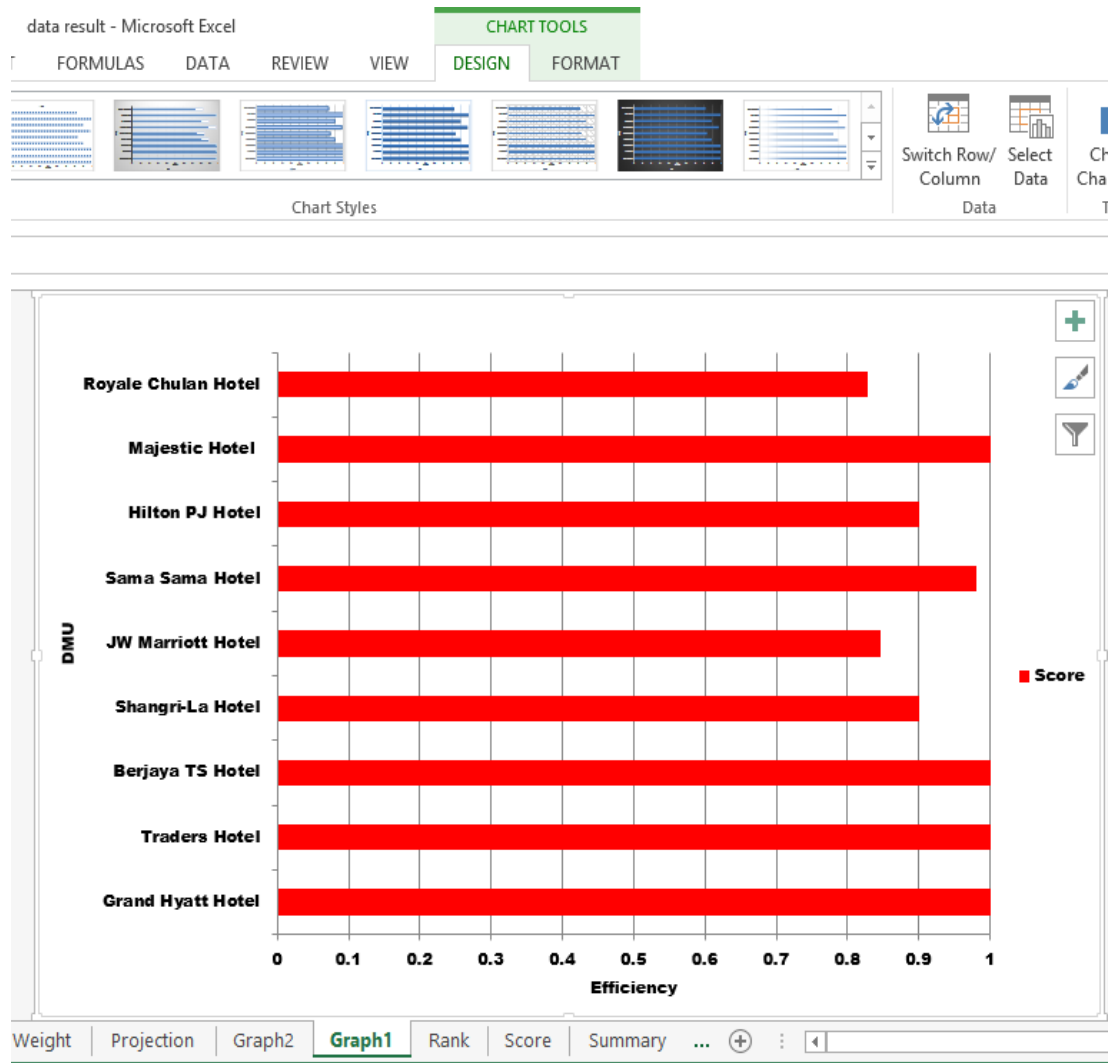 data result - Microsoft Excel
CHART TOOLS
FORMULAS DATA REVIEW VIEW DESIGN FORMAT
Switch Row/ Select
Column Data
Chart Styles
Data
Royale Chulan Hotel
Majestic Hotel
Hilton PJ Hotel
Sama Sama Hotel
JW Marriott Hotel
Shangri-La Hotel
Berjaya TS Hotel
Traders Hotel
Grand Hyatt Hotel
DMU
Score
0 0.1 0.2 0.3 0.4 0.5 0.6 0.7 0.8 0.9 1
Efficiency
Weight Projection Graph2 Graph1 Rank Score Summary ...